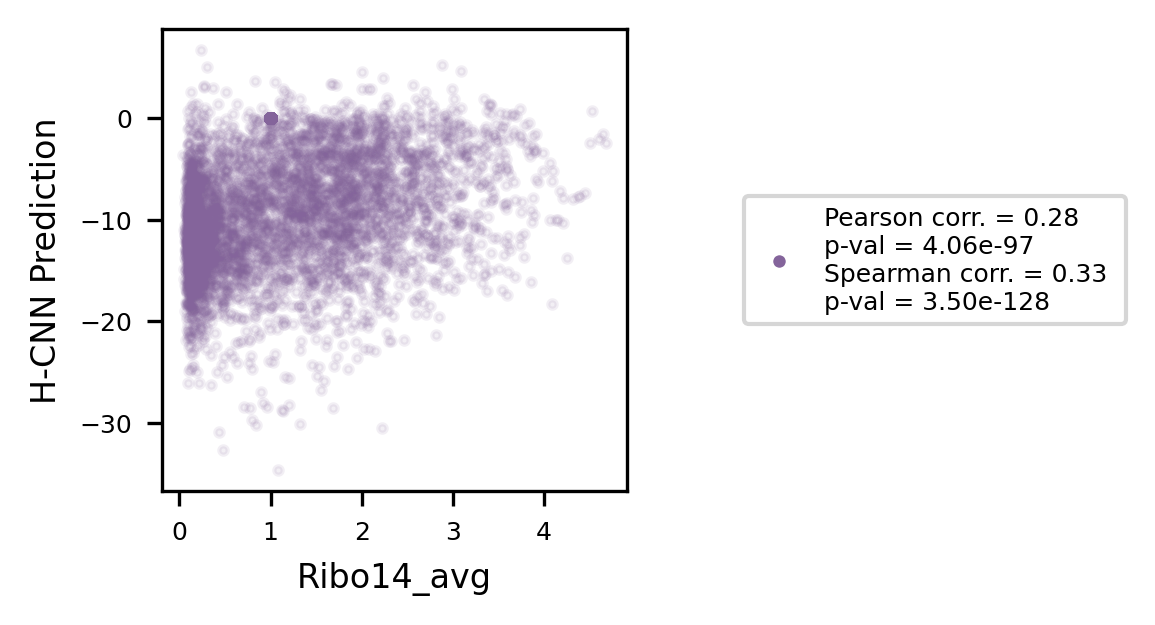 H-CNN Prediction
0
−10
−20
−30
0 1 2 3 4
Ribo14_avg
Pearson corr. = 0.28
p-val = 4.06e-97
Spearman corr. = 0.33
p-val = 3.50e-128